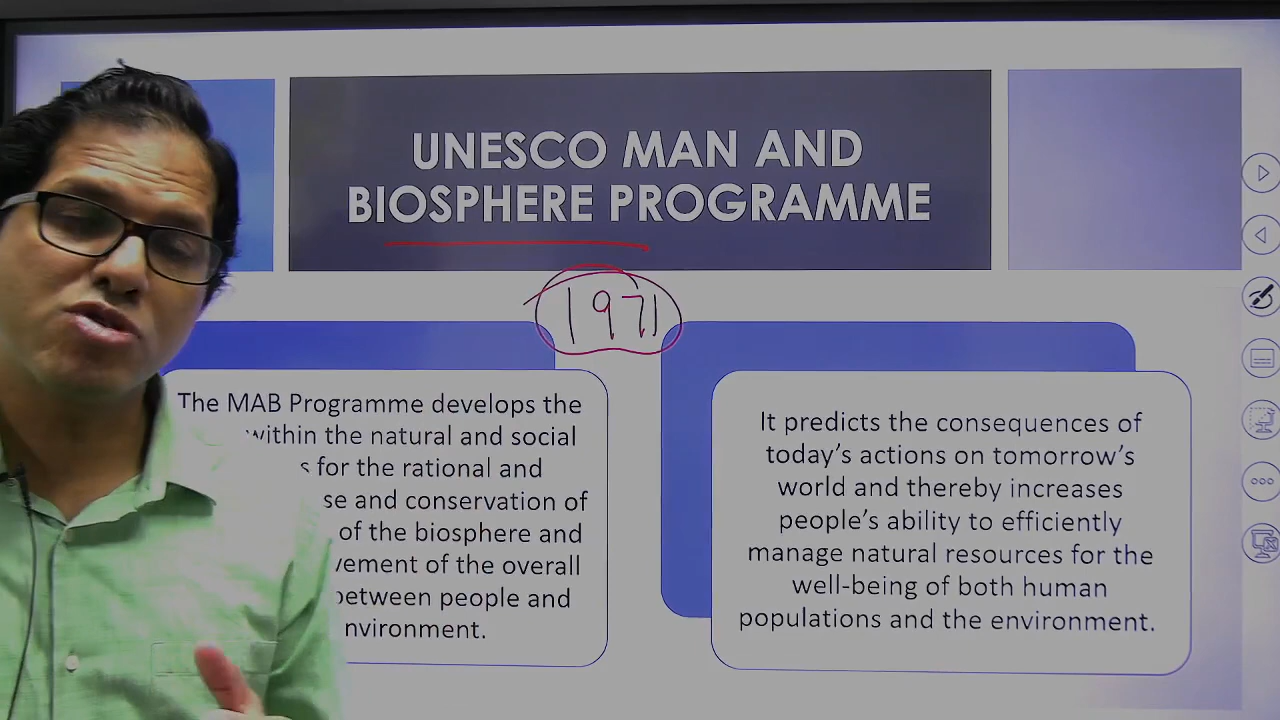 UNESCO MAN AND
BIOSPHERE PROGRAMME
1971
The MAB Programme develops the
within the natural and social
for the rational and
and conservation of
of the biosphere and
of the overall
between people and
It predicts the consequences of
today's actions on tomorrow's
world and thereby increases
people's ability to efficiently
manage natural resources for the
well-being of both human
populations and the environment.